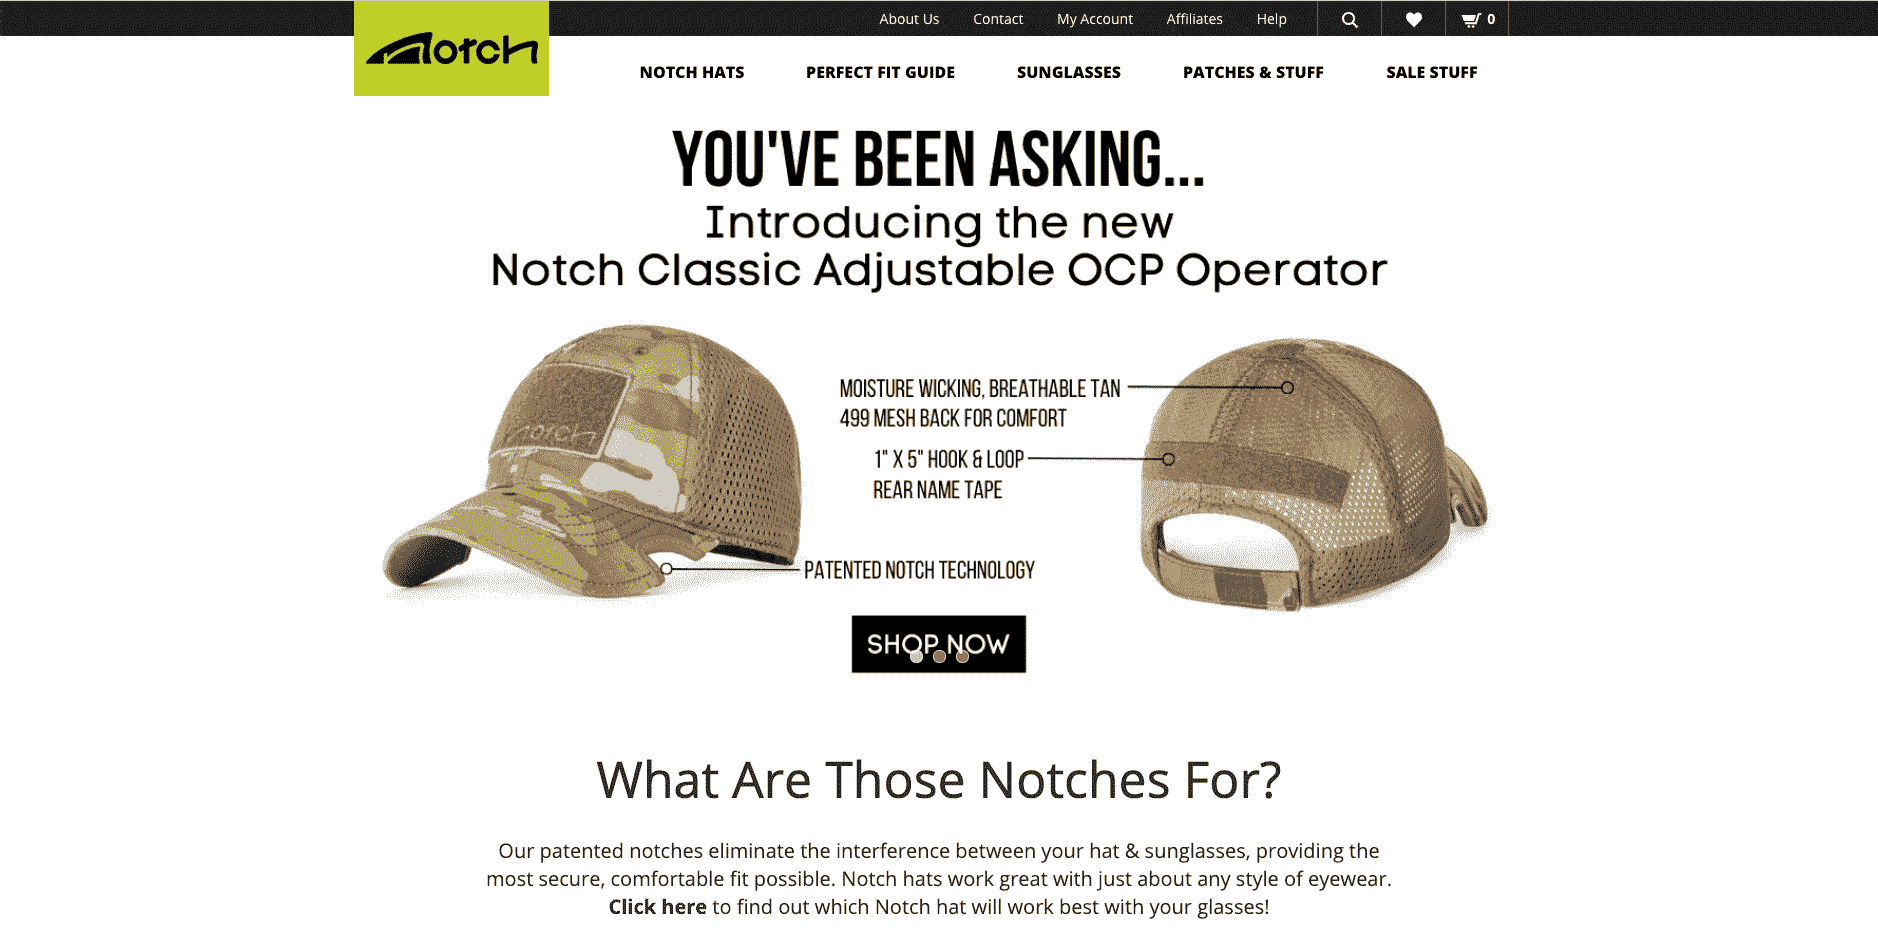 notch
About Us Contact My Account Affiliates Help 0
NOTCH HATS PERFECT FIT GUIDE SUNGLASSES PATCHES & STUFF SALE STUFF
YOU'VE BEEN ASKING...
Introducing the new
Notch Classic Adjustable OCP Operator
notch
MOISTURE WICKING, BREATHABLE TAN
499 MESH BACK FOR COMFORT
1" X 5" HOOK & LOOP
REAR NAME TAPE
PATENTED NOTCH TECHNOLOGY
SHOP NOW
What Are Those Notches For?
Our patented notches eliminate the interference between your hat & sunglasses, providing the
most secure, comfortable fit possible. Notch hats work great with just about any style of eyewear.
Click here to find out which Notch hat will work best with your glasses!